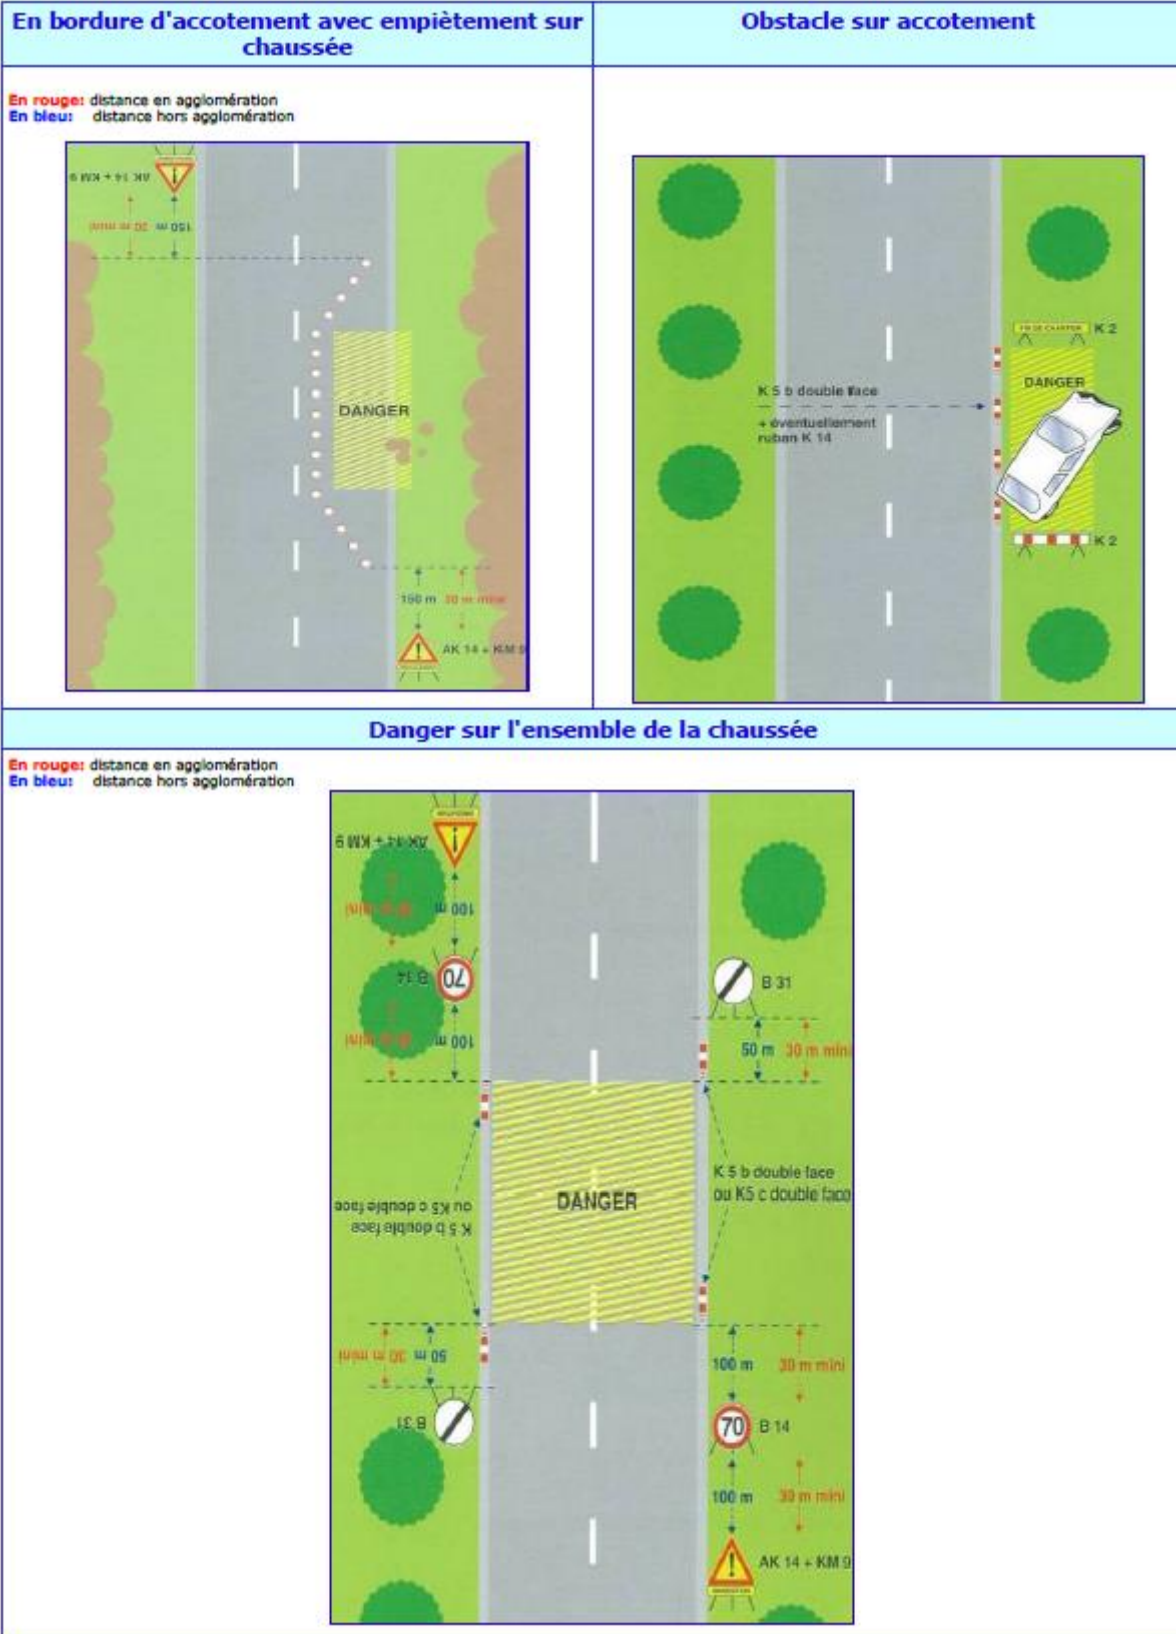 En bordure d'accotement avec empiètement sur
chaussée
Obstacle sur accotement
En rouge: distance en agglomération
En bleu: distance hors agglomération
AK 14 + KM 9
150 m 30 m mini
DANGER
150 m 30 m mini
AK 14 + KM 9
K 2
DANGER
K 5 b double face
+ éventuellement
ruban K 14
K 2
Danger sur l'ensemble de la chaussée
En rouge: distance en agglomération
En bleu: distance hors agglomération
AK 14 + KM 9
100 m 30 m mini
70 B 14
100 m 30 m mini
B 31
50 m 30 m mini
K 5 b double face
ou K5 c double face
DANGER
K 5 b double face
ou K5 c double face
50 m 30 m mini
B 31
100 m 30 m mini
70 B 14
100 m 30 m mini
AK 14 + KM 9